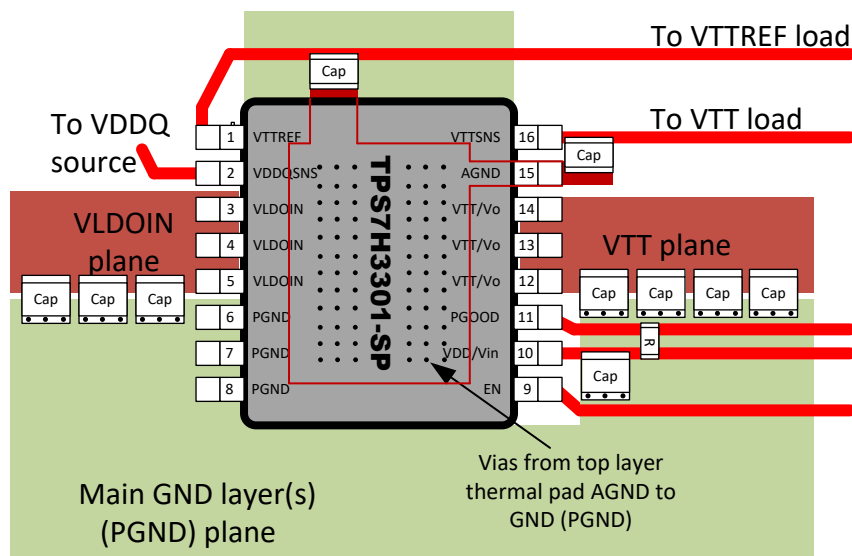 To VTTREF load
Cap
To VDDQ
source
To VTT load
1 VTTREF
VTTSNS 16
Cap
2 VDDQSNS
AGND 15
3 VLDOIN
VTT/Vo 14
VLDOIN
plane
4 VLDOIN
VTT/Vo 13
VTT plane
5 VLDOIN
VTT/Vo 12
Cap Cap Cap
Cap Cap Cap Cap
6 PGND
PGOOD 11
7 PGND
VDD/Vin 10
R
8 PGND
EN 9
Cap
TPS7H3301-SP
Vias from top layer
thermal pad AGND to
GND (PGND)
Main GND layer(s)
(PGND) plane